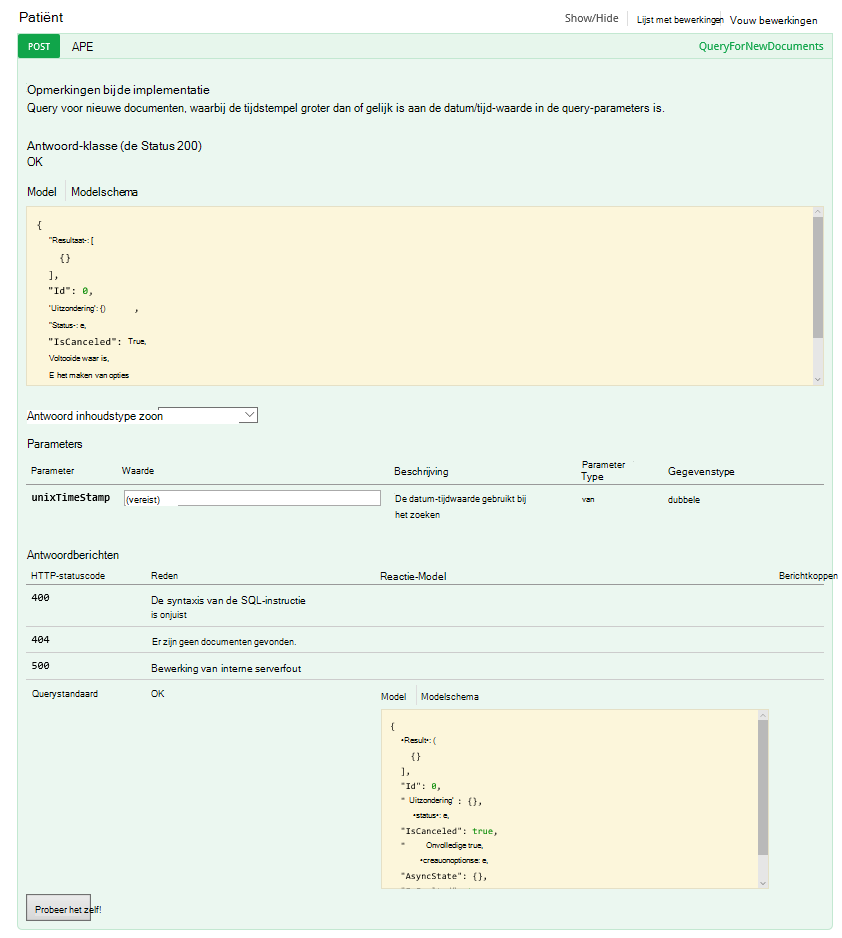 Patiënt
Show/Hide Lijst met bewerkingen Vouw bewerkingen
POST APE QueryForNewDocuments
Opmerkingen bij de implementatie
Query voor nieuwe documenten, waarbij de tijdstempel groter dan of gelijk is aan de datum/tijd-waarde in de query-parameters is.
Antwoord-klasse (de Status 200)
OK
Model Modelschema
{
"Resultaat-: [
{}
],
"Id": 0,
'Uitzondering': {} ,
"Status-: e,
"IsCanceled": True,
Voltooide waar is,
E het maken van opties
Antwoord inhoudstype zoon
Parameters
Parameter Waarde Beschrijving Parameter Type Gegevenstype
unixTimeStamp (vereist) De datum-tijdwaarde gebruikt bij van dubbele
het zoeken
Antwoordberichten
HTTP-statuscode Reden Reactie-Model Berichtkoppen
400 De syntaxis van de SQL-instructie
is onjuist
404 Er zijn geen documenten gevonden.
500 Bewerking van interne serverfout
Querystandaard OK Model Modelschema
{
•Result•: (
{}
],
"Id": 0,
" Uitzondering' : {},
•status•: e,
"IsCanceled": true,
" Onvolledige true,
•creauonoptionse: e,
"AsyncState": {},
Probeer het zelf!